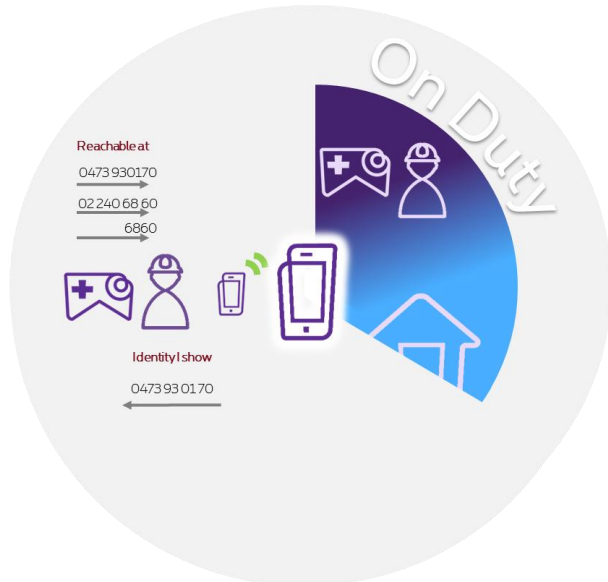 On Duty
Reachable at
0473 930170
02 240 68 60
6860
Identity I show
0473 93 01 70